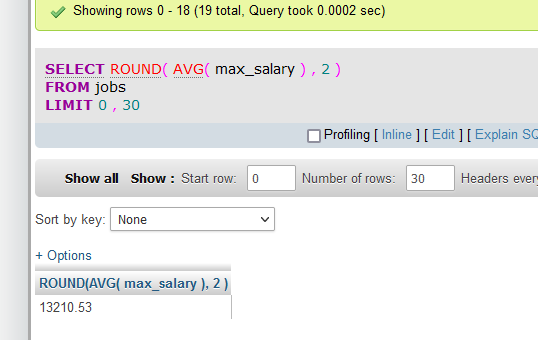 Showing rows 0 - 18 (19 total, Query took 0.0002 sec)
SELECT ROUND( AVG( max_salary ) , 2 )
FROM jobs
LIMIT 0 , 30
Profiling [ Inline ] [ Edit ] [ Explain SQ
Show all Show : Start row: 0 Number of rows: 30 Headers every
Sort by key: None
+ Options
ROUND(AVG( max_salary ), 2 )
13210.53